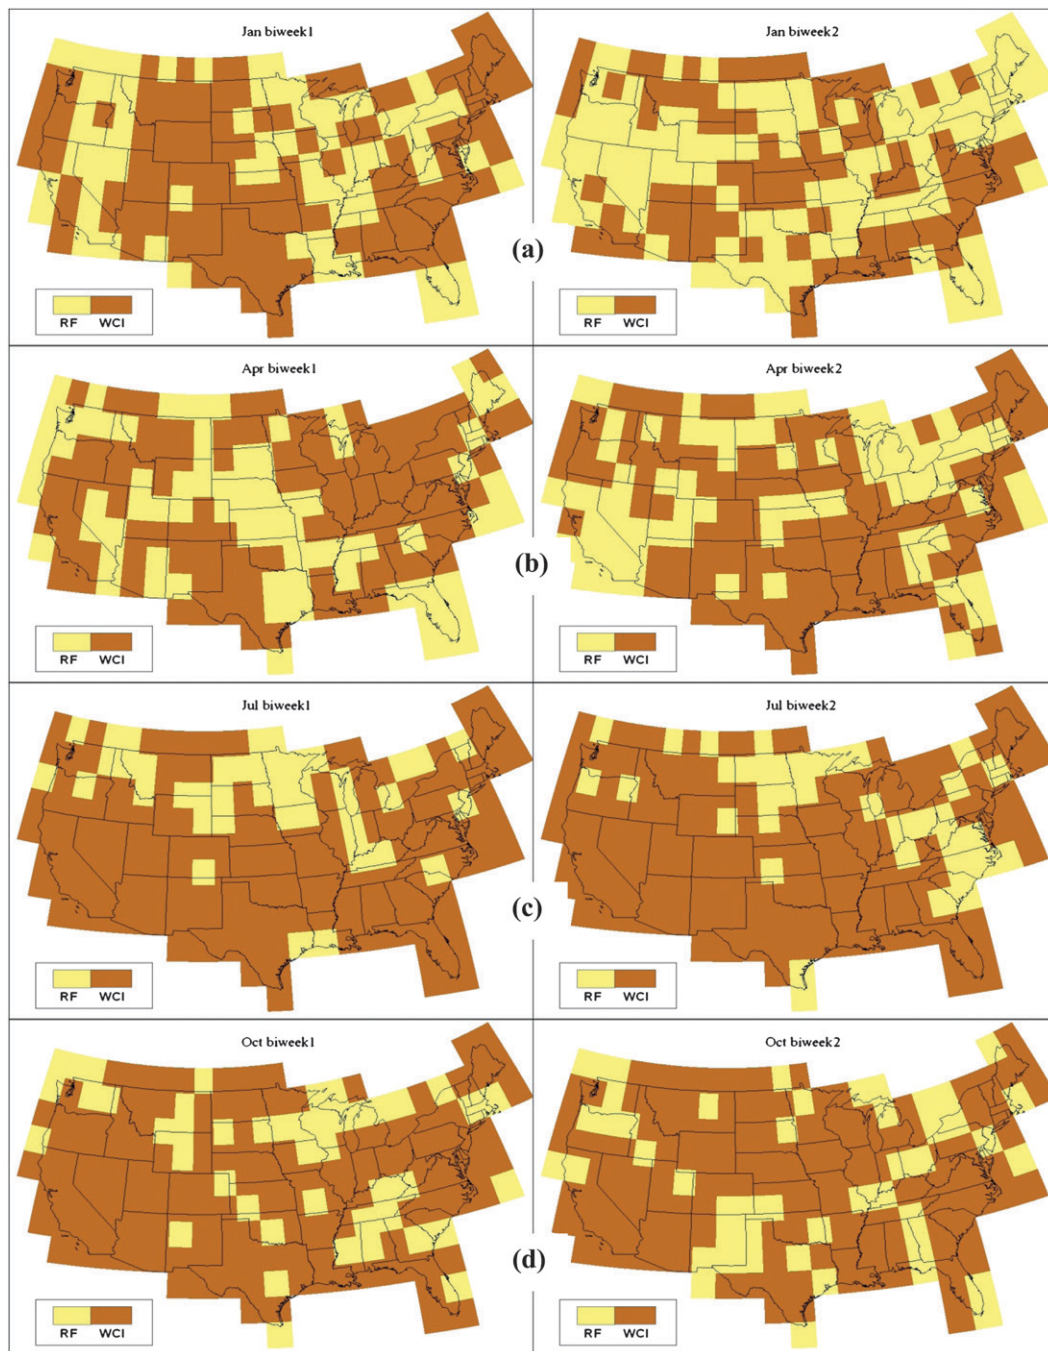 Jan biweek1
Jan biweek2
RF WCI
(a)
RF WCI
Apr biweek1
Apr biweek2
RF WCI
(b)
RF WCI
Jul biweek1
Jul biweek2
RF WCI
(c)
RF WCI
Oct biweek1
Oct biweek2
RF WCI
(d)
RF WCI